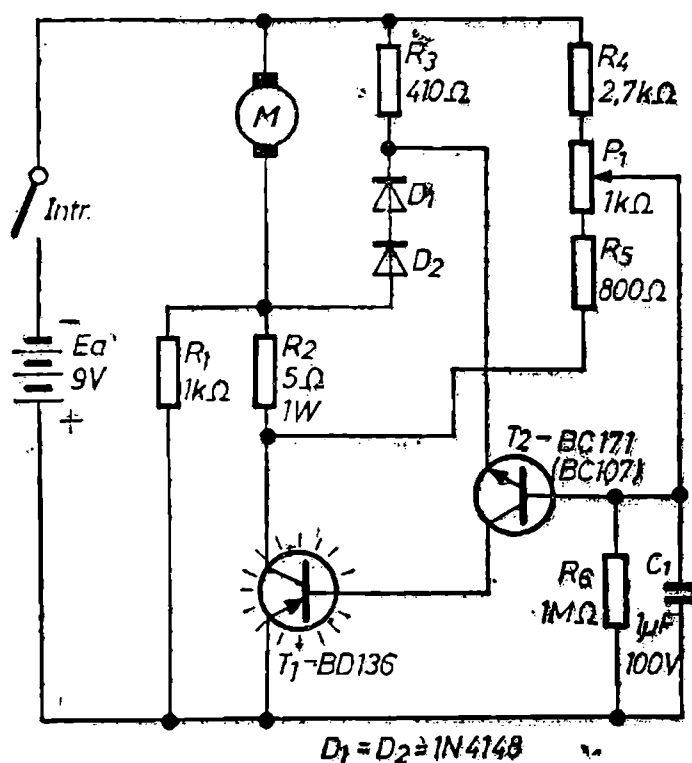 R3
410Ω
R4
2,7kΩ
M
P1
1kΩ
Intr.
D1
D2
R5
800Ω
−
Ea
9V
+
R1
1kΩ
R2
5Ω
1W
T2-BC171
(BC107)
R6
1MΩ
C1
1µF
100V
T1-BD136
D1=D2=1N4148